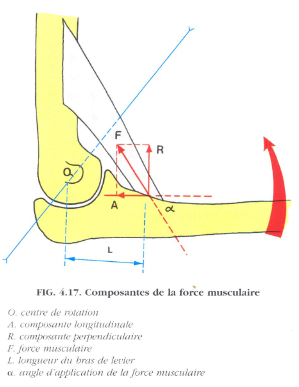 O
F
R
A
α
L
FIG. 4.17. Composantes de la force musculaire
O. centre de rotation
A. composante longitudinale
R. composante perpendiculaire
F. force musculaire
L. longueur du bras de levier
α. angle d'application de la force musculaire